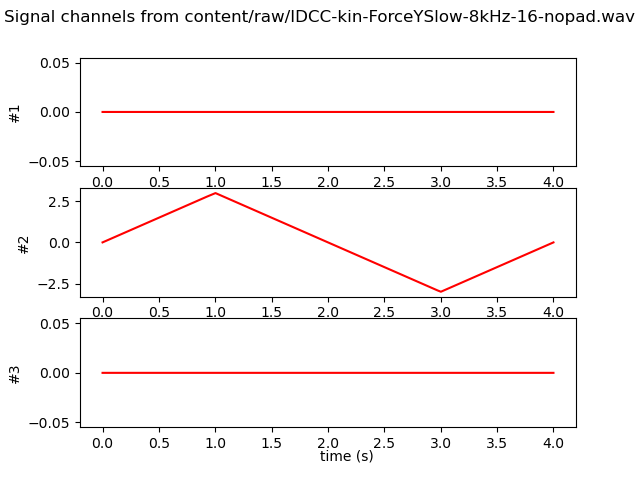 Signal channels from content/raw/IDCC-kin-ForceYSlow-8kHz-16-nopad.wav
0.05
0.00
−0.05
#1
0.0 0.5 1.0 1.5 2.0 2.5 3.0 3.5 4.0
2.5
0.0
−2.5
#2
0.0 0.5 1.0 1.5 2.0 2.5 3.0 3.5 4.0
0.05
0.00
−0.05
#3
0.0 0.5 1.0 1.5 2.0 2.5 3.0 3.5 4.0
time (s)